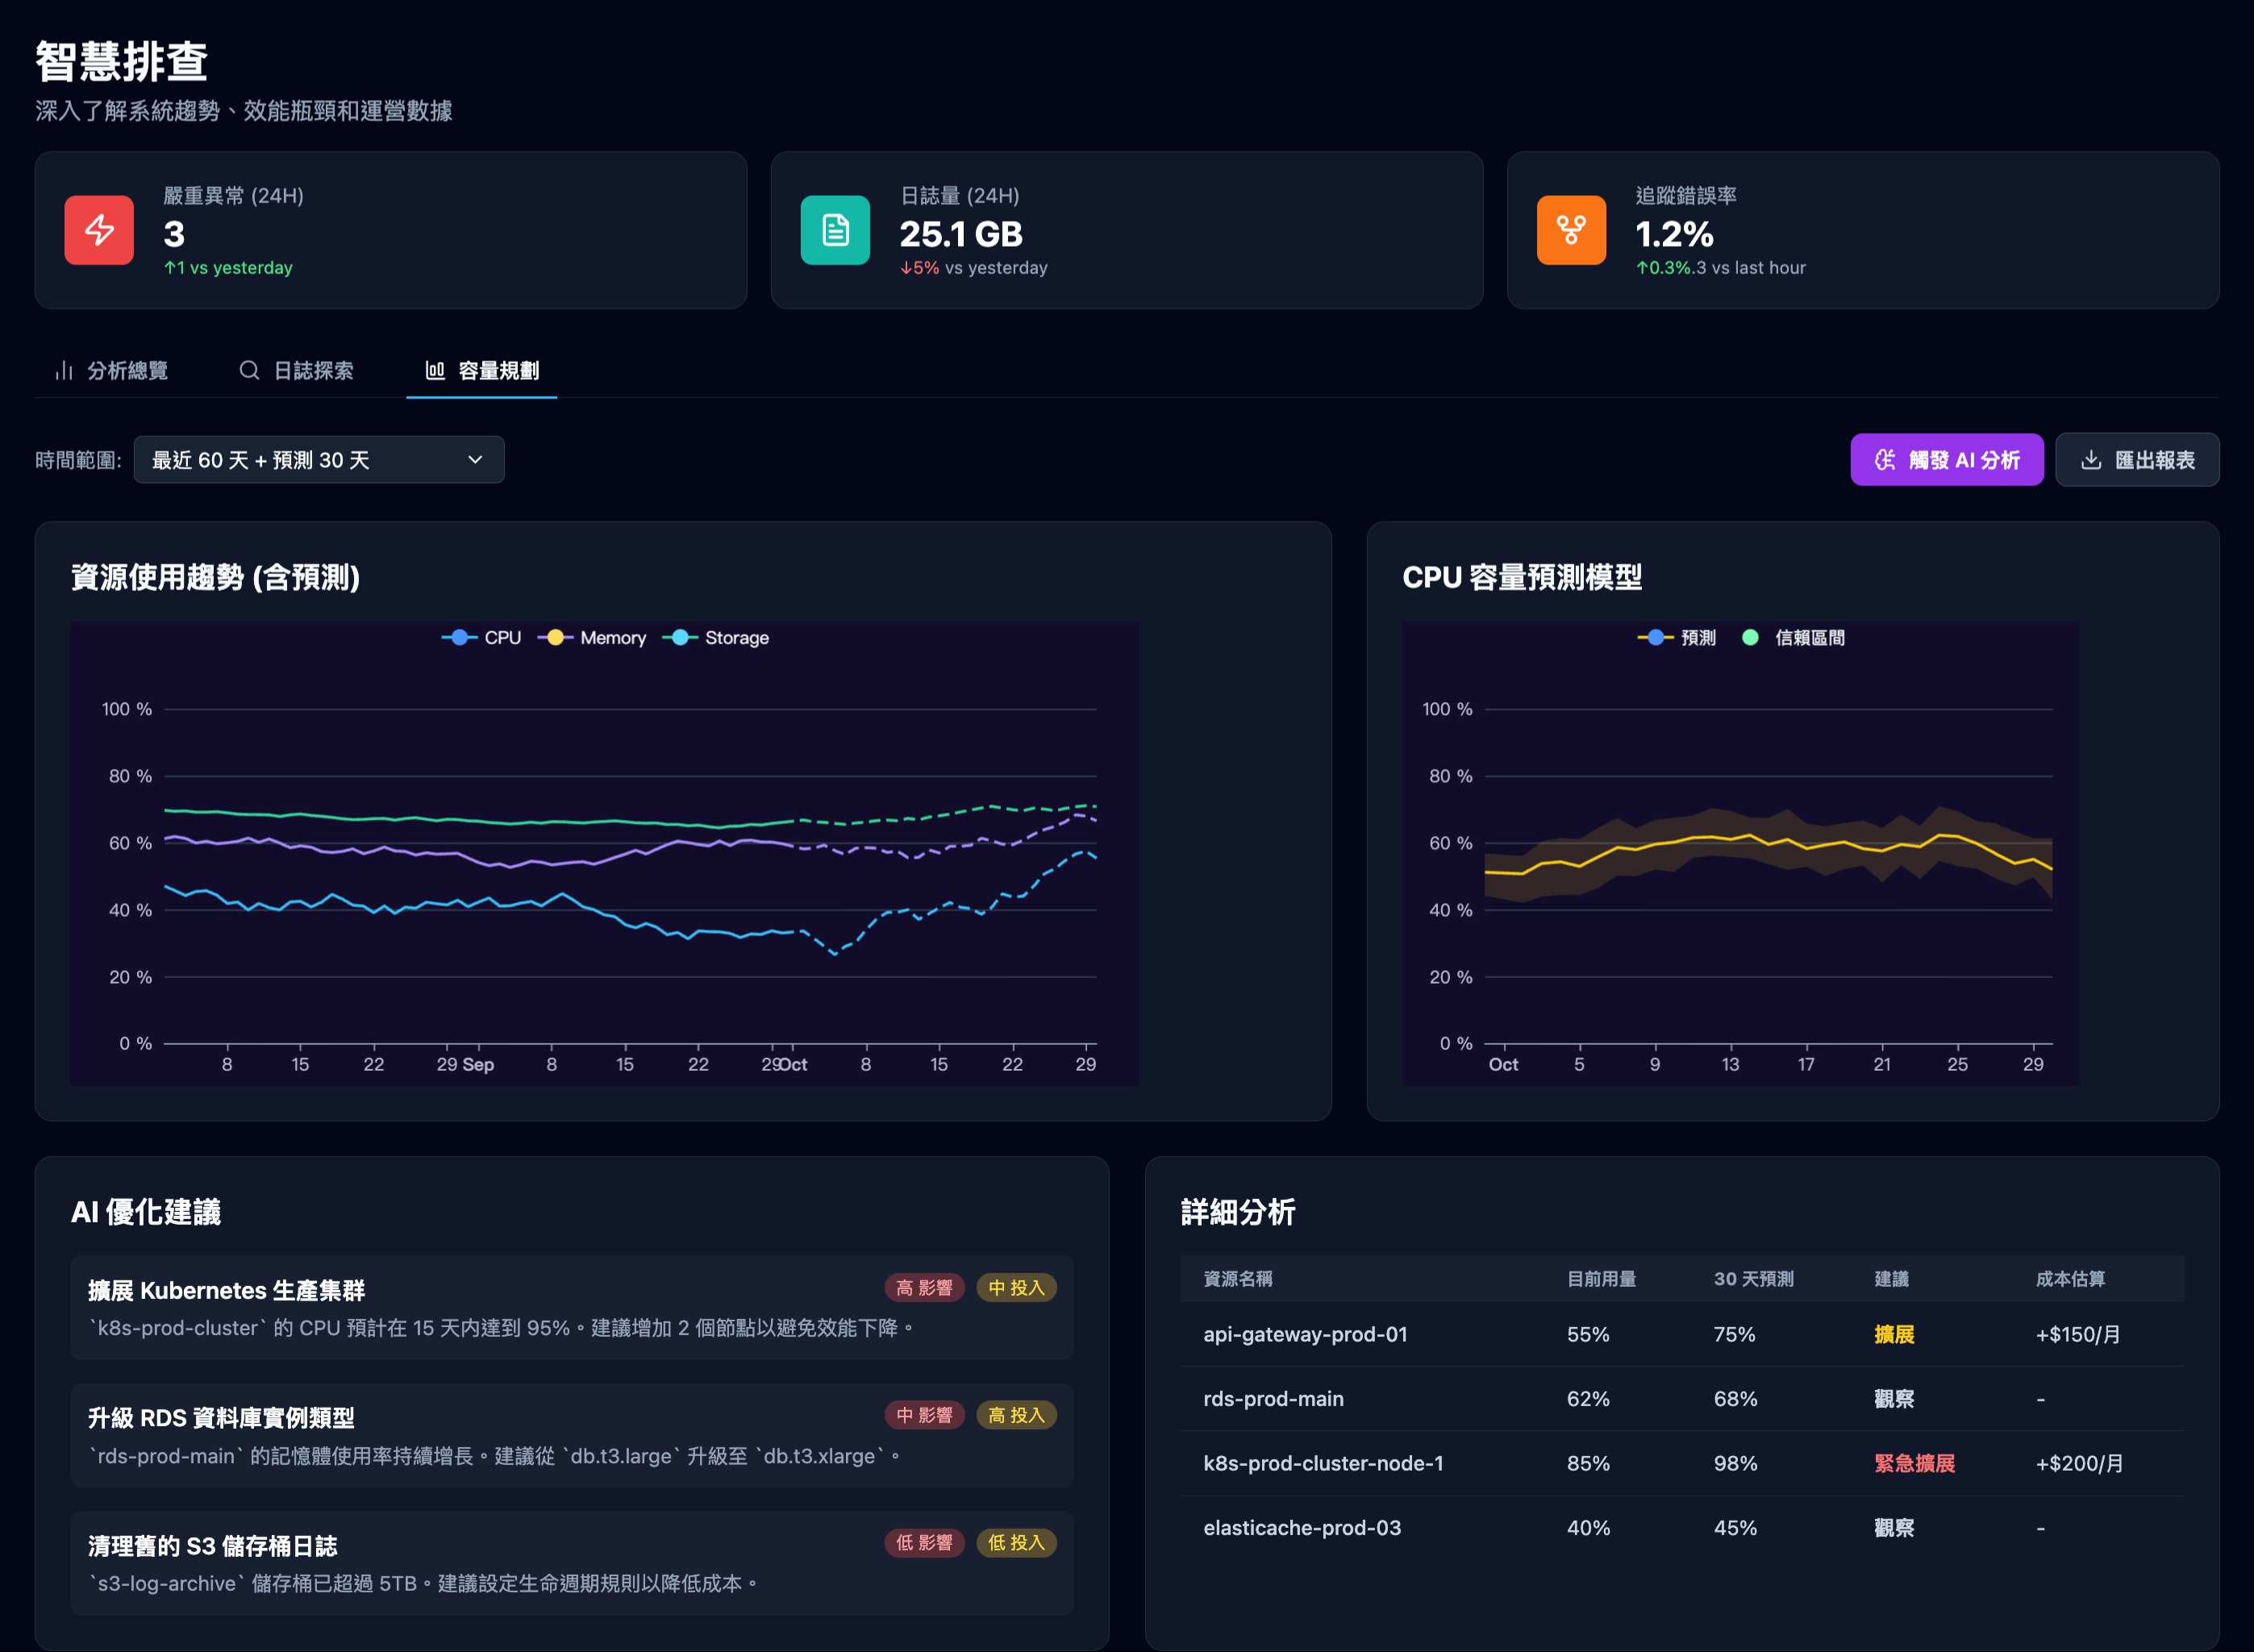 智慧排查
深入了解系統趨勢、效能瓶頸和運營數據
嚴重異常 (24H)
3
↑1 vs yesterday
日誌量 (24H)
25.1 GB
↓5% vs yesterday
追蹤錯誤率
1.2%
↑0.3%.3 vs last hour
分析總覽
日誌探索
容量規劃
時間範圍:
最近 60 天 + 預測 30 天
觸發 AI 分析
匯出報表
資源使用趨勢 (含預測)
CPU Memory Storage
100 %
80 %
60 %
40 %
20 %
0 %
8 15 22 29 Sep 8 15 22 29 Oct 8 15 22 29
CPU 容量預測模型
預測 信賴區間
100 %
80 %
60 %
40 %
20 %
0 %
Oct 5 9 13 17 21 25 29
AI 優化建議
擴展 Kubernetes 生產集群 高 影響 中 投入
`k8s-prod-cluster` 的 CPU 預計在 15 天内達到 95%。建議增加 2 個節點以避免效能下降。
升級 RDS 資料庫實例類型 中 影響 高 投入
`rds-prod-main` 的記憶體使用率持續增長。建議從 `db.t3.large` 升級至 `db.t3.xlarge`。
清理舊的 S3 儲存桶日誌 低 影響 低 投入
`s3-log-archive` 儲存桶已超過 5TB。建議設定生命週期規則以降低成本。
詳細分析
資源名稱 目前用量 30 天預測 建議 成本估算
api-gateway-prod-01 55% 75% 擴展 +$150/月
rds-prod-main 62% 68% 觀察 -
k8s-prod-cluster-node-1 85% 98% 緊急擴展 +$200/月
elasticache-prod-03 40% 45% 觀察 -